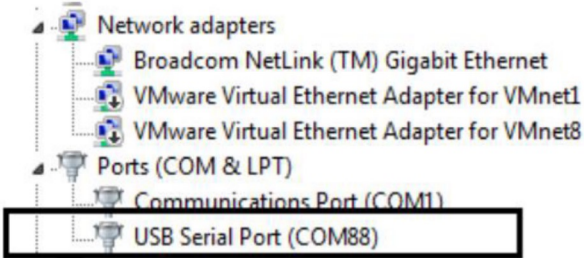 Network adapters
Broadcom NetLink (TM) Gigabit Ethernet
VMware Virtual Ethernet Adapter for VMnet1
VMware Virtual Ethernet Adapter for VMnet8
Ports (COM & LPT)
Communications Port (COM1)
USB Serial Port (COM88)